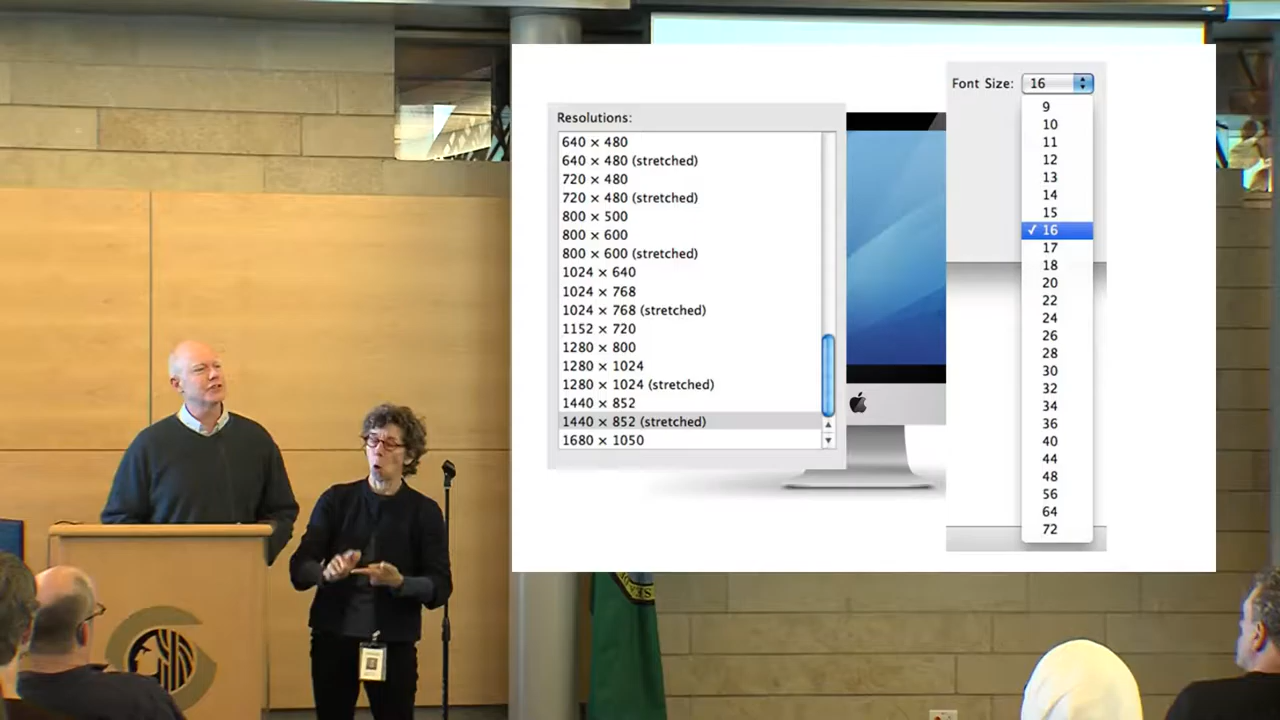 Resolutions:
640 × 480
640 × 480 (stretched)
720 × 480
720 × 480 (stretched)
800 × 500
800 × 600
800 × 600 (stretched)
1024 × 640
1024 × 768
1024 × 768 (stretched)
1152 × 720
1280 × 800
1280 × 1024
1280 × 1024 (stretched)
1440 × 852
1440 × 852 (stretched)
1680 × 1050
Font Size: 16
9
10
11
12
13
14
15
✓ 16
17
18
20
22
24
26
28
30
32
34
36
40
44
48
56
64
72